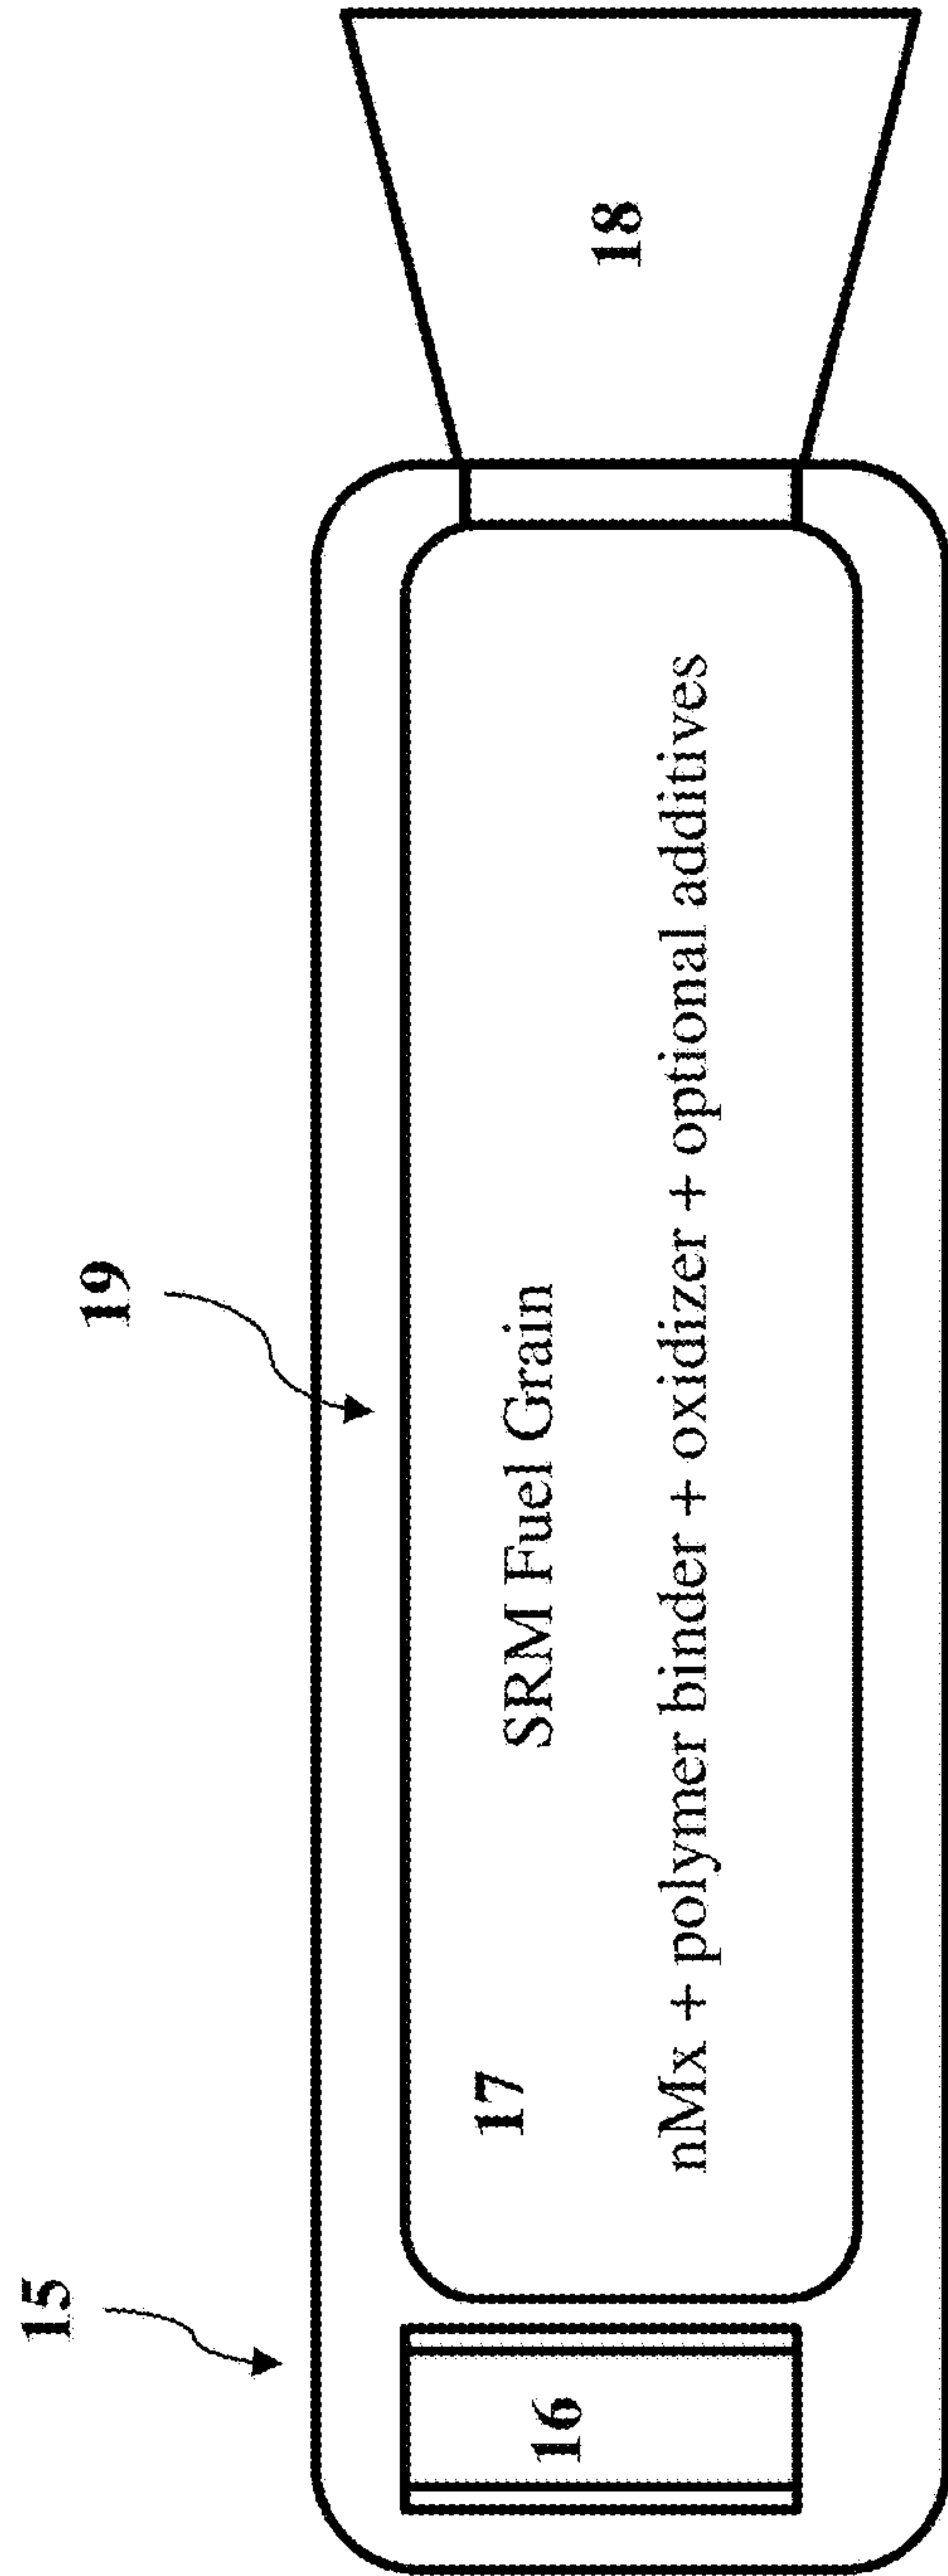 15
19
16
17
SRM Fuel Grain
nMx + polymer binder + oxidizer + optional additives
18